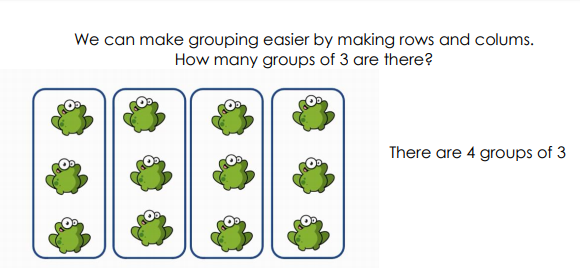 We can make grouping easier by making rows and colums.
How many groups of 3 are there?
There are 4 groups of 3